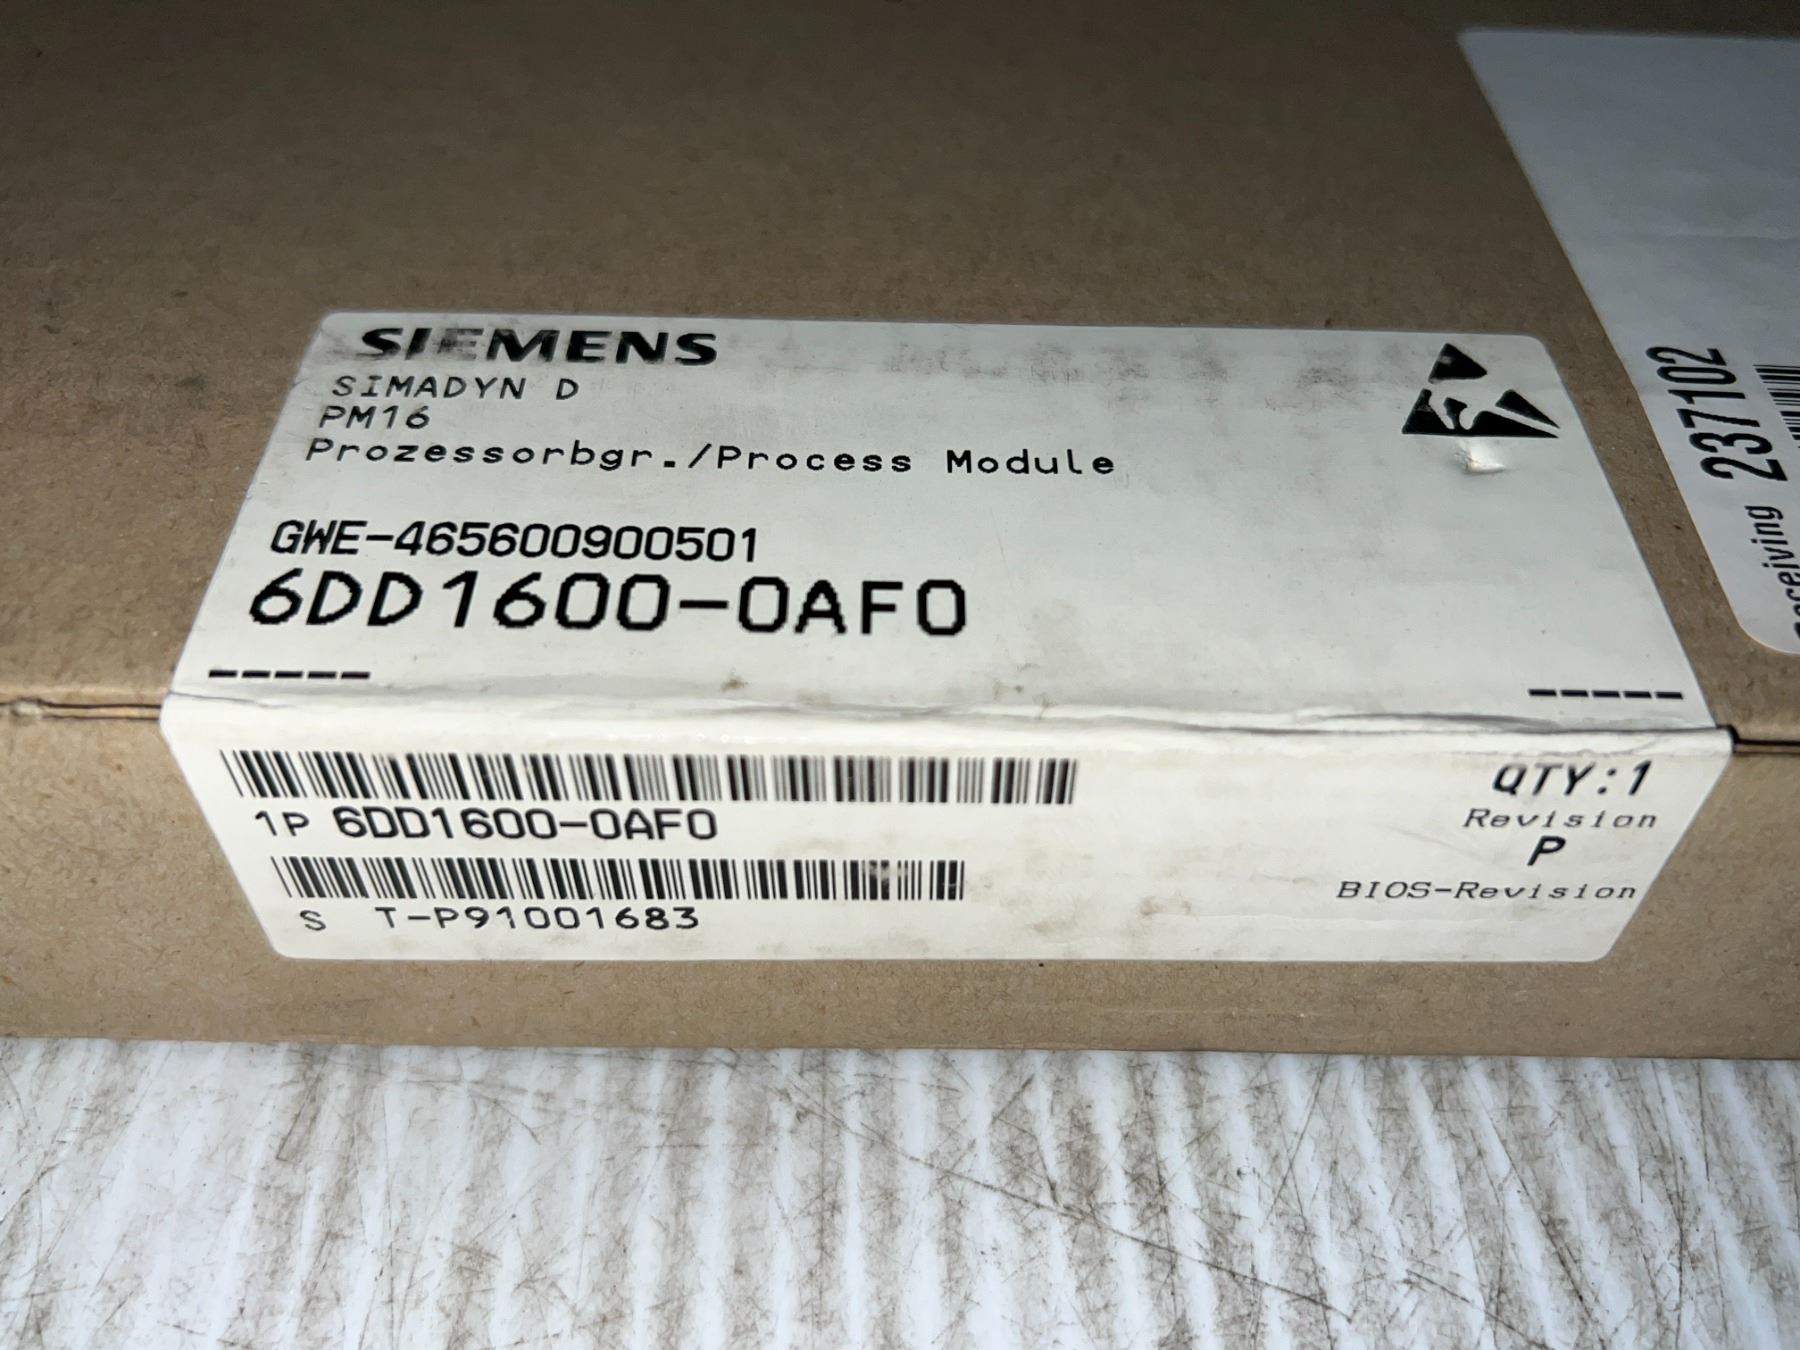 SIEMENS
SIMADYN D
PM16
Prozessorbgr./Process Module
GWE-465600900501
6DD1600-0AF0
-----
-----
1P 6DD1600-0AF0
S T-P91001683
QTY:1
Revision
P
BIOS-Revision
237102